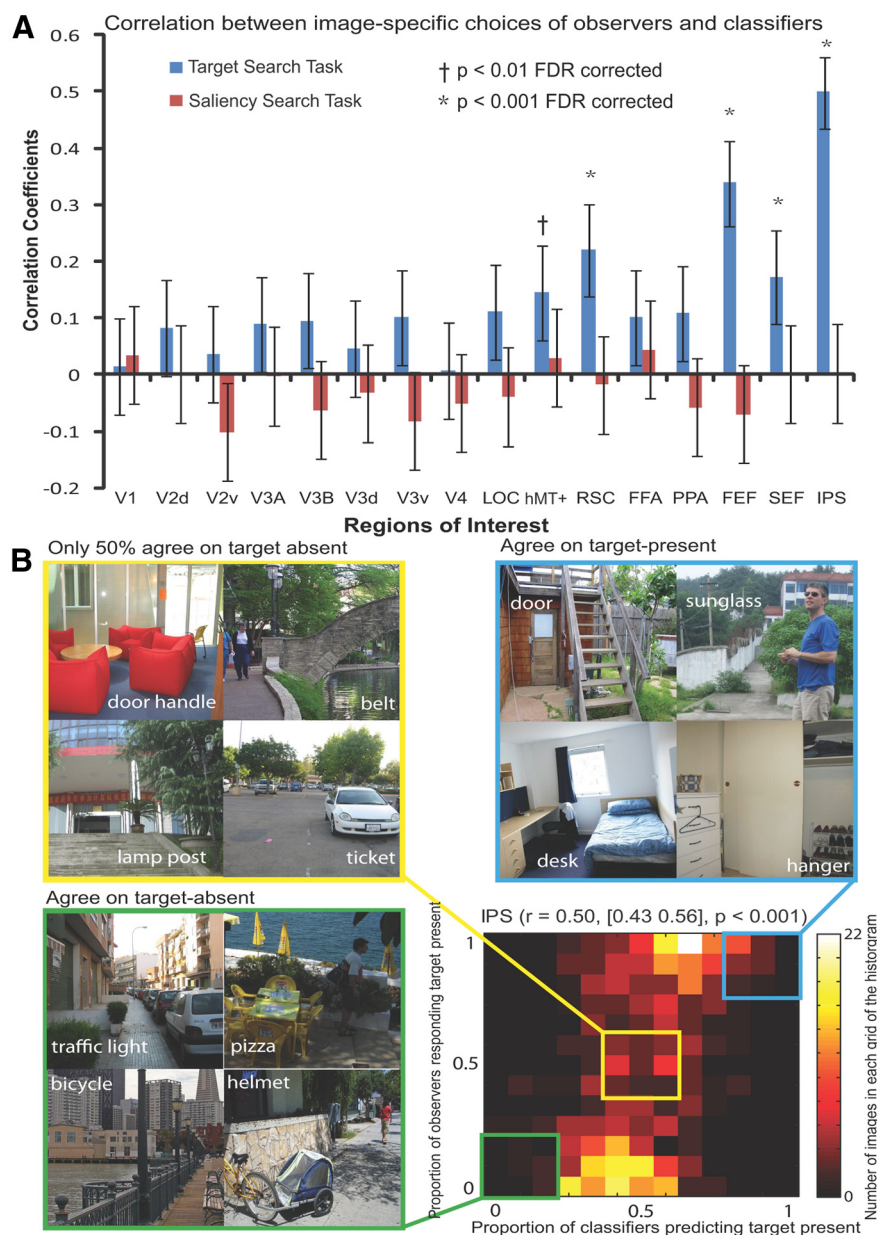 A
Correlation between image-specific choices of observers and classifiers
Target Search Task
Saliency Search Task
† p < 0.01 FDR corrected
* p < 0.001 FDR corrected
Correlation Coefficients
0.6
0.5
0.4
0.3
0.2
0.1
0
-0.1
-0.2
†
*
*
*
*
V1 V2d V2v V3A V3B V3d V3v V4 LOC hMT+ RSC FFA PPA FEF SEF IPS
Regions of Interest
B
Only 50% agree on target absent
door handle
belt
lamp post
ticket
Agree on target-present
door
sunglass
desk
hanger
Agree on target-absent
traffic light
pizza
bicycle
helmet
IPS (r = 0.50, [0.43 0.56], p < 0.001)
Proportion of observers responding target present
1
0.5
0
0 0.5 1
Proportion of classifiers predicting target present
22
0
Number of images in each grid of the historgram